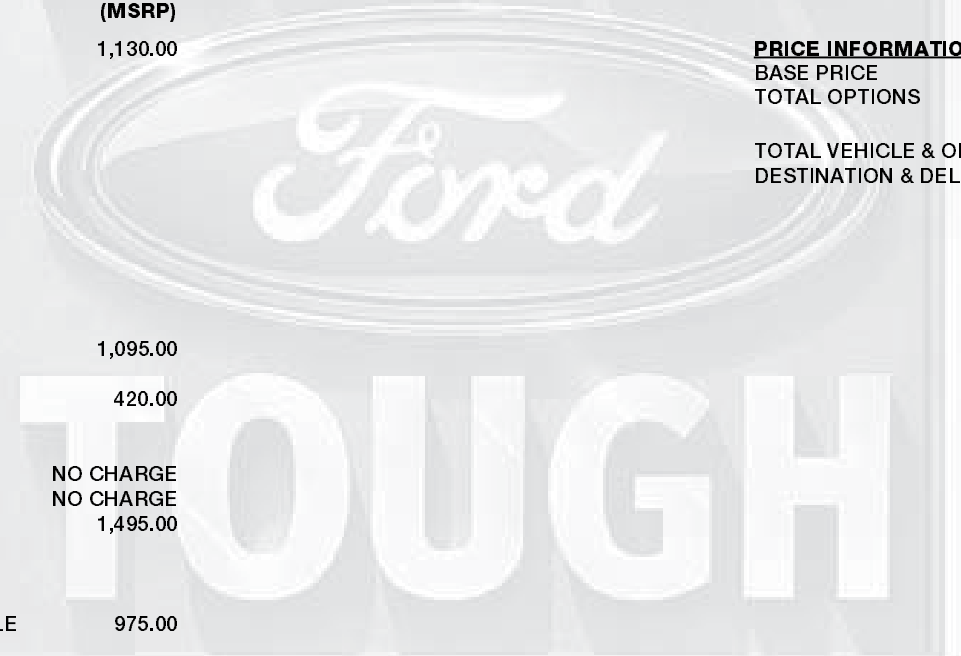 (MSRP)
1,130.00
1,095.00
420.00
NO CHARGE
NO CHARGE
1,495.00
LE 975.00
PRICE INFORMATIO
BASE PRICE
TOTAL OPTIONS
TOTAL VEHICLE & O
DESTINATION & DEL
Ford
TOUGH